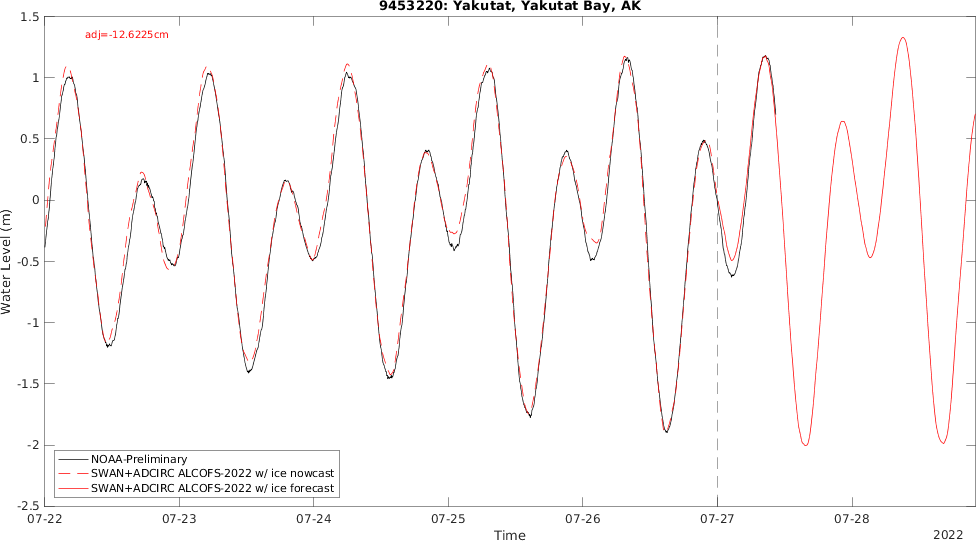 9453220: Yakutat, Yakutat Bay, AK
adj=-12.6225cm
1.5
1
0.5
0
-0.5
-1
-1.5
-2
-2.5
Water Level (m)
NOAA-Preliminary
SWAN+ADCIRC ALCOFS-2022 w/ ice nowcast
SWAN+ADCIRC ALCOFS-2022 w/ ice forecast
07-22 07-23 07-24 07-25 07-26 07-27 07-28
Time
2022